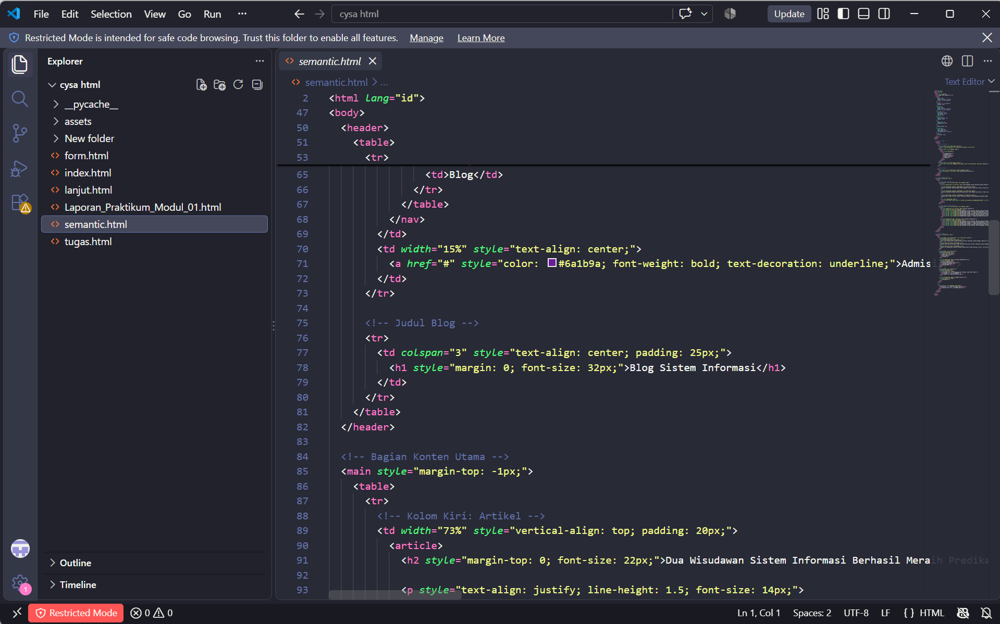 File Edit Selection View Go Run ···
cysa html
Update
Restricted Mode is intended for safe code browsing. Trust this folder to enable all features. Manage Learn More
Explorer
cysa html
__pycache__
assets
New folder
form.html
index.html
lanjut.html
Laporan_Praktikum_Modul_01.html
semantic.html
tugas.html
Outline
Timeline
1
semantic.html
semantic.html > ...
Text Editor
2 <html lang="id">
47 <body>
50 <header>
51 <table>
53 <tr>
65 <td>Blog</td>
66 </tr>
67 </table>
68 </nav>
69 </td>
70 <td width="15%" style="text-align: center;">
71 <a href="#" style="color: #6a1b9a; font-weight: bold; text-decoration: underline;">Admis
72 </td>
73 </tr>
74
75 <!-- Judul Blog -->
76 <tr>
77 <td colspan="3" style="text-align: center; padding: 25px;">
78 <h1 style="margin: 0; font-size: 32px;">Blog Sistem Informasi</h1>
79 </td>
80 </tr>
81 </table>
82 </header>
83
84 <!-- Bagian Konten Utama -->
85 <main style="margin-top: -1px;">
86 <table>
87 <tr>
88 <!-- Kolom Kiri: Artikel -->
89 <td width="73%" style="vertical-align: top; padding: 20px;">
90 <article>
91 <h2 style="margin-top: 0; font-size: 22px;">Dua Wisudawan Sistem Informasi Berhasil Meraih Predika
92
93 <p style="text-align: justify; line-height: 1.5; font-size: 14px;">
Restricted Mode 0 0
Ln 1, Col 1 Spaces: 2 UTF-8 LF { } HTML